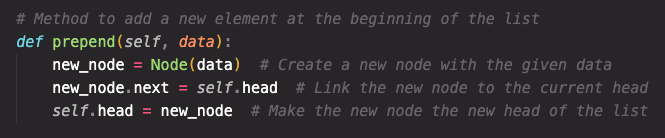 # Method to add a new element at the beginning of the list
def prepend(self, data):
    new_node = Node(data)  # Create a new node with the given data
    new_node.next = self.head  # Link the new node to the current head
    self.head = new_node  # Make the new node the new head of the list